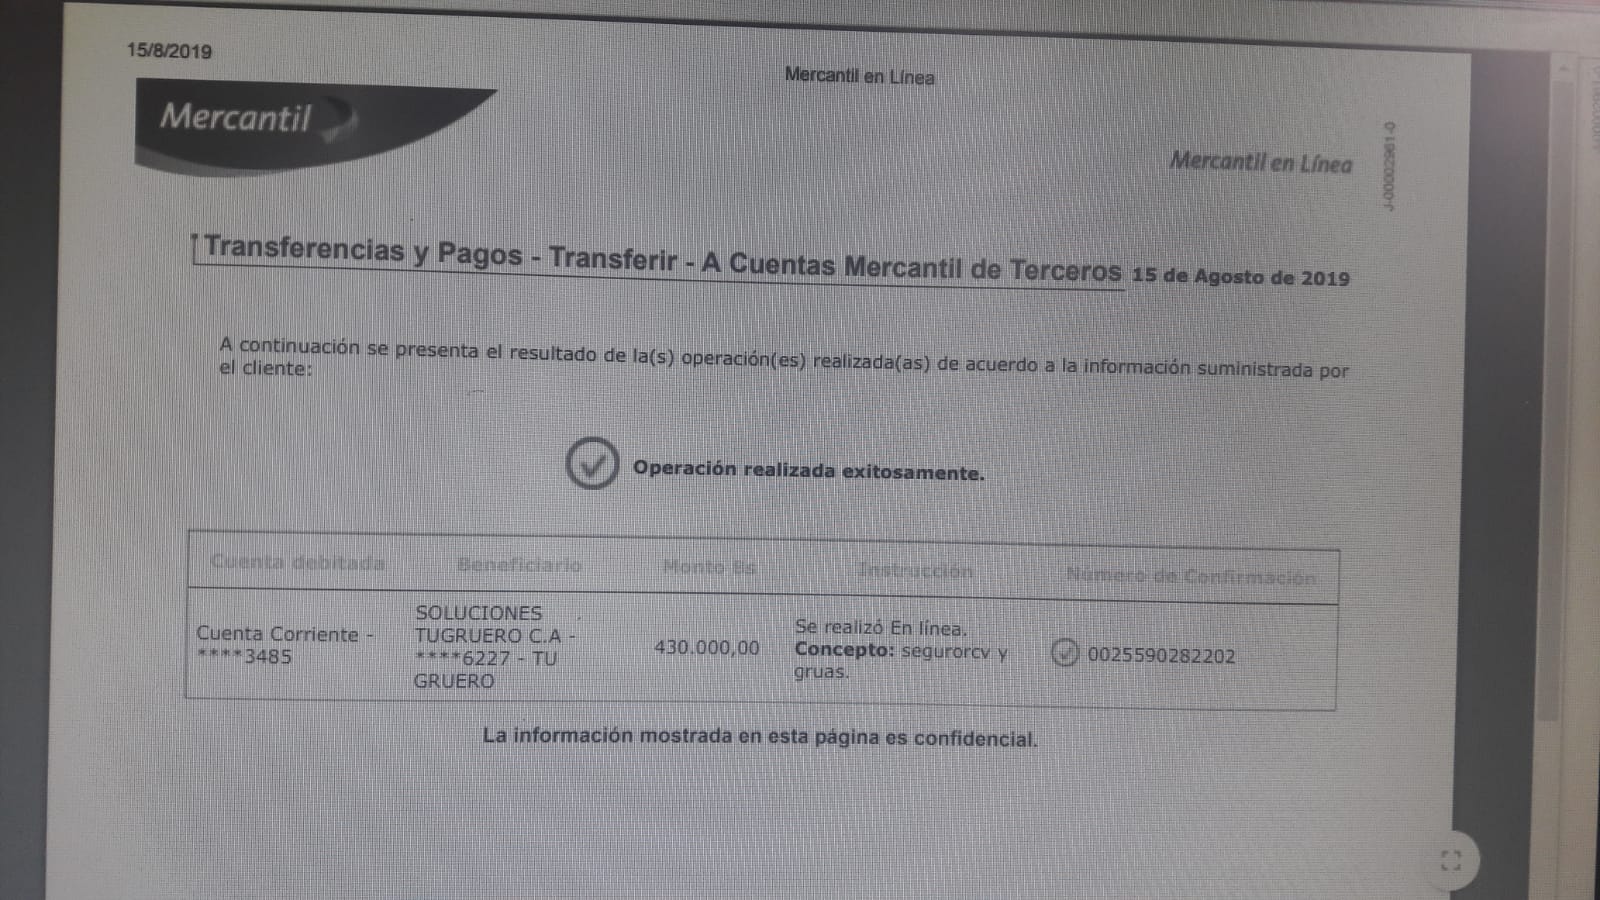 15/8/2019
Mercantil en Línea
Mercantil
Mercantil en Línea
J-00002961-0
Transferencias y Pagos - Transferir - A Cuentas Mercantil de Terceros 15 de Agosto de 2019
A continuación se presenta el resultado de la(s) operación(es) realizada(as) de acuerdo a la información suministrada por
el cliente:
Operación realizada exitosamente.
Cuenta debitada Beneficiario Monto Bs Instrucción Número de Confirmación
Cuenta Corriente -
****3485
SOLUCIONES
TUGRUERO C.A -
****6227 - TU
GRUERO
430.000,00
Se realizó En línea.
Concepto: segurorcv y
gruas.
0025590282202
La información mostrada en esta página es confidencial.